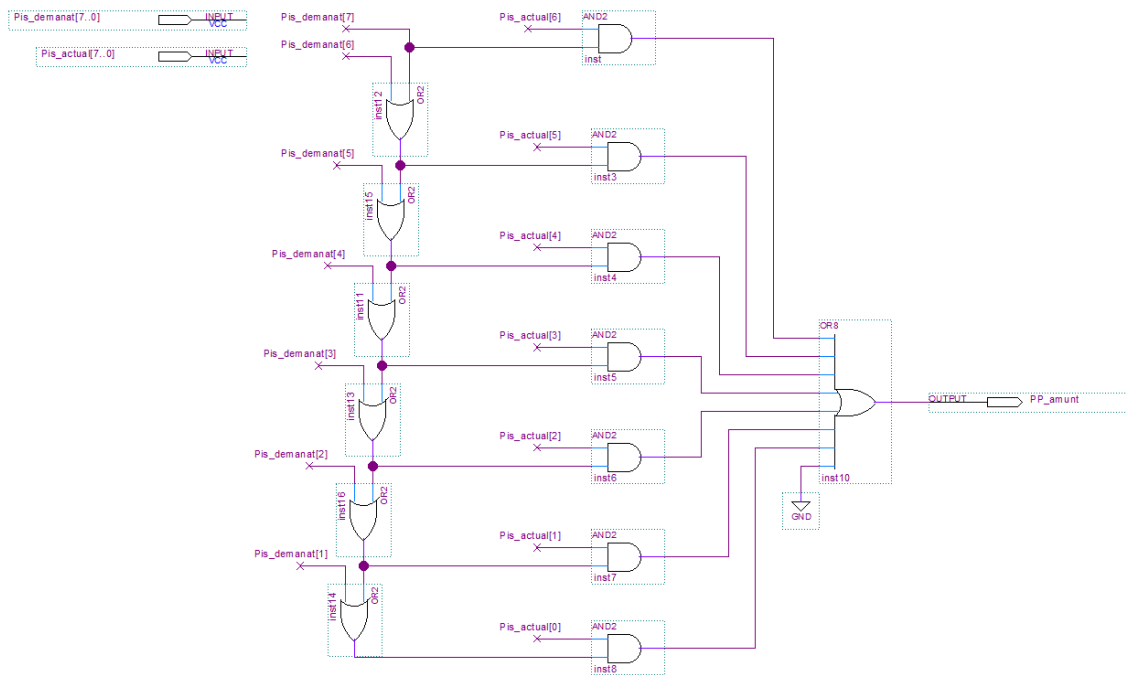 Pis_demanat[7..0]
INPUT
VCC
Pis_actual[7..0]
INPUT
VCC
Pis_demanat[7]
Pis_demanat[6]
Pis_actual[6]
AND2
inst
inst12
OR2
Pis_demanat[5]
Pis_actual[5]
AND2
inst3
inst15
OR2
Pis_demanat[4]
Pis_actual[4]
AND2
inst4
inst11
OR2
Pis_demanat[3]
Pis_actual[3]
AND2
inst5
inst13
OR2
Pis_demanat[2]
Pis_actual[2]
AND2
inst6
inst16
OR2
Pis_demanat[1]
Pis_actual[1]
AND2
inst7
inst14
OR2
Pis_actual[0]
AND2
inst8
OR8
inst10
GND
OUTPUT
PP_amunt